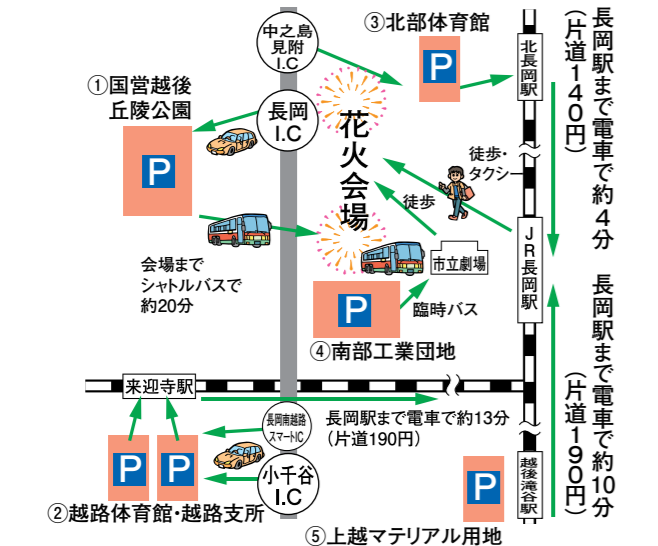 中之島
見附
I.C
③北部体育館
P
北長岡駅
長岡駅まで電車で約4分
(片道140円)
①国営越後
丘陵公園
長岡
I.C
P
花火会場
徒歩・
タクシー
徒歩
JR長岡駅
市立劇場
会場まで
シャトルバスで
約20分
P
臨時バス
④南部工業団地
長岡駅まで電車で約10分
(片道190円)
来迎寺駅
長岡南越路
スマートIC
長岡駅まで電車で約13分
(片道190円)
P
P
小千谷
I.C
②越路体育館・越路支所
P
越後滝谷駅
⑤上越マテリアル用地